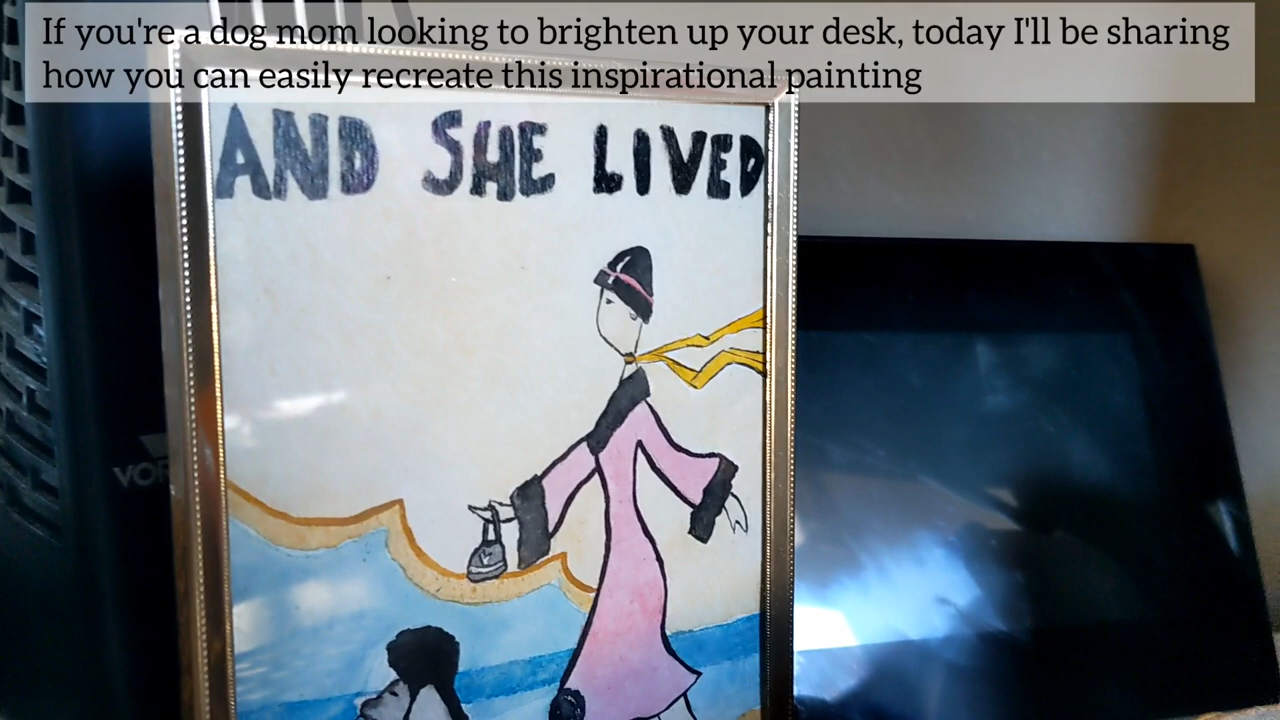 If you're a dog mom looking to brighten up your desk, today I'll be sharing
how you can easily recreate this inspirational painting
AND SHE LIVED
VOR